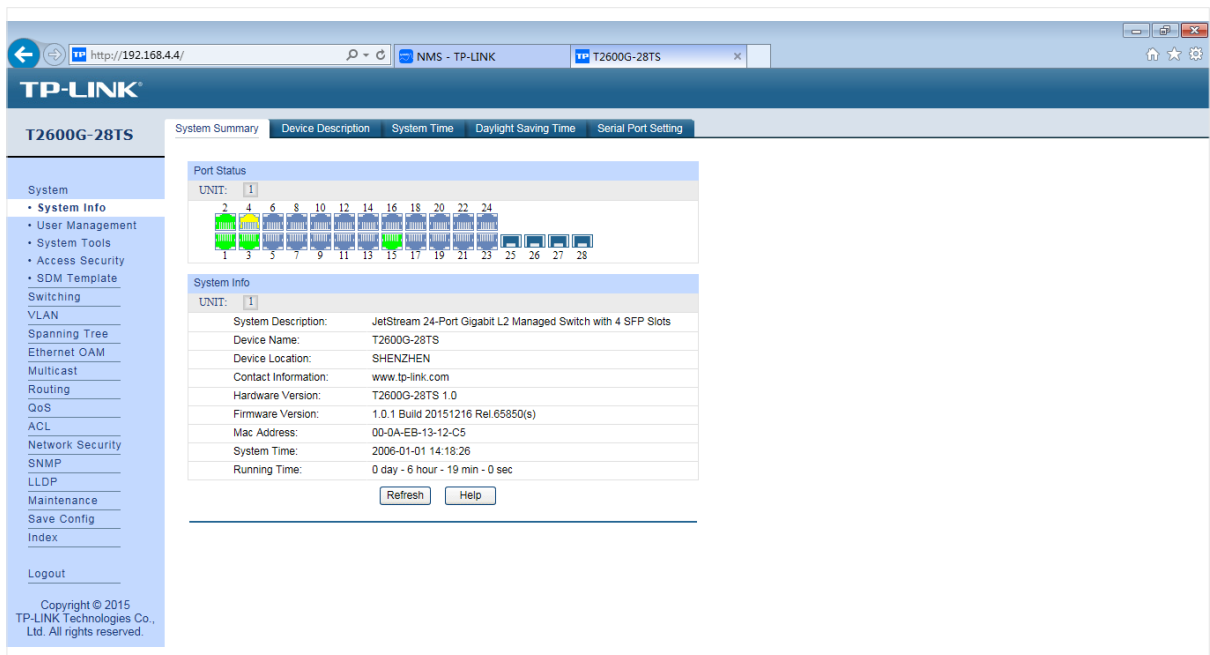 http://192.168.4.4/
NMS - TP-LINK
T2600G-28TS
TP-LINK
T2600G-28TS
System Summary Device Description System Time Daylight Saving Time Serial Port Setting
System
• System Info
• User Management
• System Tools
• Access Security
• SDM Template
Switching
VLAN
Spanning Tree
Ethernet OAM
Multicast
Routing
QoS
ACL
Network Security
SNMP
LLDP
Maintenance
Save Config
Index
Logout
Copyright © 2015
TP-LINK Technologies Co.,
Ltd. All rights reserved.
Port Status
UNIT: 1
2 4 6 8 10 12 14 16 18 20 22 24
1 3 5 7 9 11 13 15 17 19 21 23 25 26 27 28
System Info
UNIT: 1
System Description: JetStream 24-Port Gigabit L2 Managed Switch with 4 SFP Slots
Device Name: T2600G-28TS
Device Location: SHENZHEN
Contact Information: www.tp-link.com
Hardware Version: T2600G-28TS 1.0
Firmware Version: 1.0.1 Build 20151216 Rel.65850(s)
Mac Address: 00-0A-EB-13-12-C5
System Time: 2006-01-01 14:18:26
Running Time: 0 day - 6 hour - 19 min - 0 sec
Refresh Help